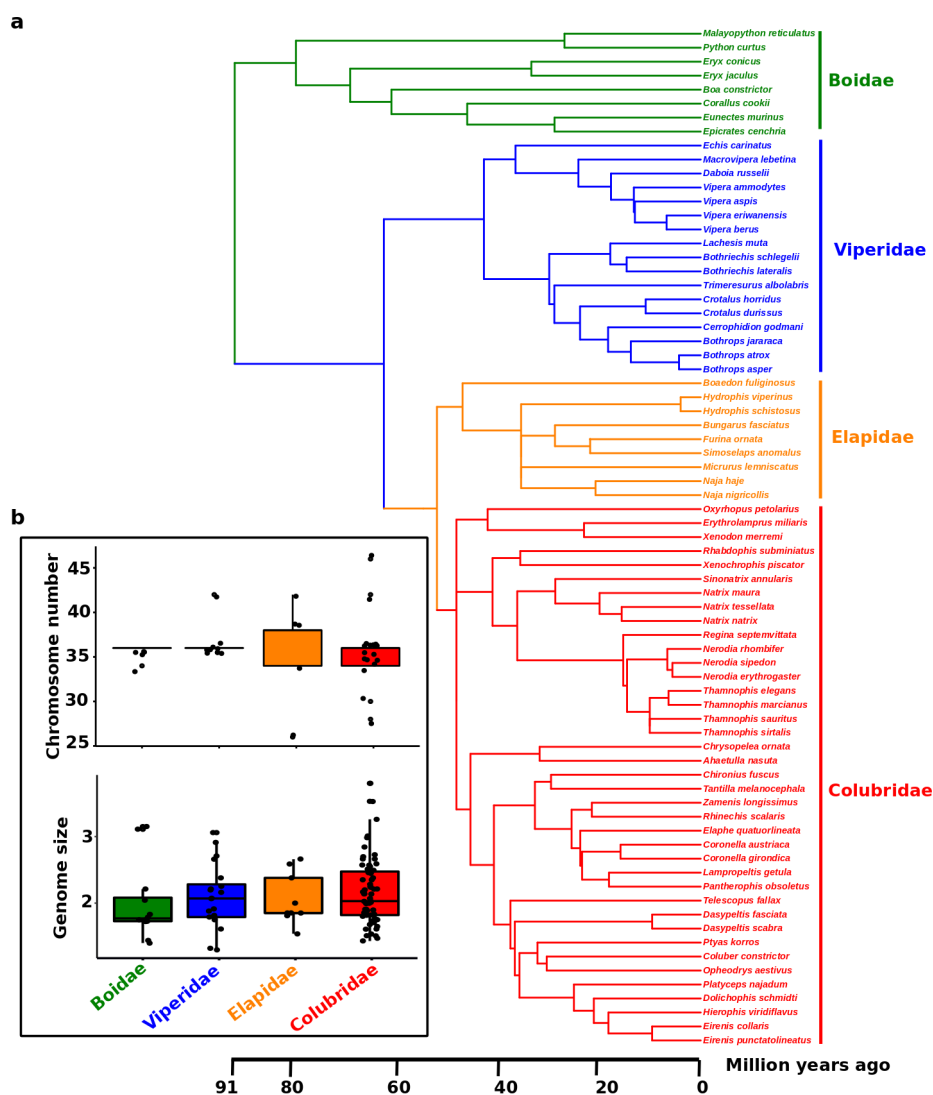 a
Malayopython reticulatus
Python curtus
Eryx conicus
Eryx jaculus
Boa constrictor
Corallus cookii
Eunectes murinus
Epicrates cenchria
Boidae
Echis carinatus
Macrovipera lebetina
Daboia russelii
Vipera ammodytes
Vipera aspis
Vipera eriwanensis
Vipera berus
Lachesis muta
Bothriechis schlegelii
Bothriechis lateralis
Trimeresurus albolabris
Crotalus horridus
Crotalus durissus
Cerrophidion godmani
Bothrops jararaca
Bothrops atrox
Bothrops asper
Viperidae
Boaedon fuliginosus
Hydrophis viperinus
Hydrophis schistosus
Bungarus fasciatus
Furina ornata
Simoselaps anomalus
Micrurus lemniscatus
Naja haje
Naja nigricollis
Elapidae
Oxyrhopus petolarius
Erythrolamprus miliaris
Xenodon merremi
Rhabdophis subminiatus
Xenochrophis piscator
Sinonatrix annularis
Natrix maura
Natrix tessellata
Natrix natrix
Regina septemvittata
Nerodia rhombifer
Nerodia sipedon
Nerodia erythrogaster
Thamnophis elegans
Thamnophis marcianus
Thamnophis sauritus
Thamnophis sirtalis
Chrysopelea ornata
Ahaetulla nasuta
Chironius fuscus
Tantilla melanocephala
Zamenis longissimus
Rhinechis scalaris
Elaphe quatuorlineata
Coronella austriaca
Coronella girondica
Lampropeltis getula
Pantherophis obsoletus
Telescopus fallax
Dasypeltis fasciata
Dasypeltis scabra
Ptyas korros
Coluber constrictor
Opheodrys aestivus
Platyceps najadum
Dolichophis schmidti
Hierophis viridiflavus
Eirenis collaris
Eirenis punctatolineatus
Colubridae
b
Chromosome number
45
40
35
30
25
Genome size
3
2
Boidae
Viperidae
Elapidae
Colubridae
91 80 60 40 20 0
Million years ago